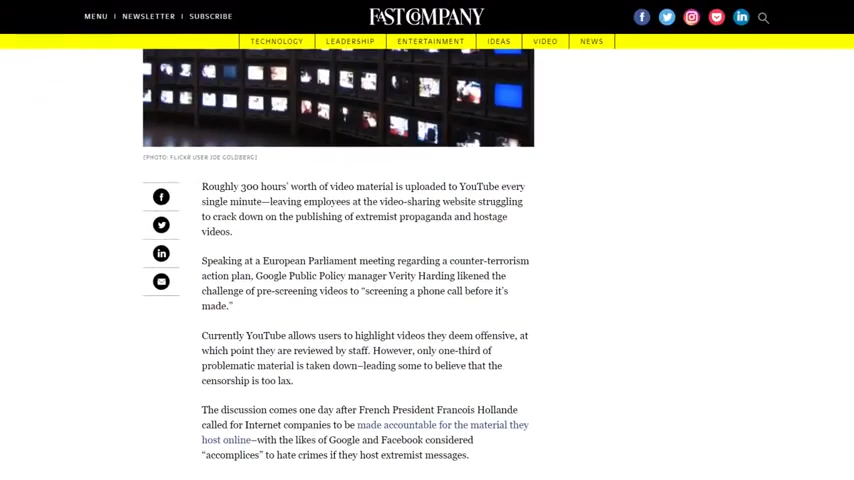 MENU | NEWSLETTER | SUBSCRIBE
FAST COMPANY
TECHNOLOGY | LEADERSHIP | ENTERTAINMENT | IDEAS | VIDEO | NEWS
[PHOTO: FLICKR USER JOE GOLDBERG]
Roughly 300 hours’ worth of video material is uploaded to YouTube every
single minute—leaving employees at the video-sharing website struggling
to crack down on the publishing of extremist propaganda and hostage
videos.
Speaking at a European Parliament meeting regarding a counter-terrorism
action plan, Google Public Policy manager Verity Harding likened the
challenge of pre-screening videos to “screening a phone call before it’s
made.”
Currently YouTube allows users to highlight videos they deem offensive, at
which point they are reviewed by staff. However, only one-third of
problematic material is taken down–leading some to believe that the
censorship is too lax.
The discussion comes one day after French President Francois Hollande
called for Internet companies to be made accountable for the material they
host online–with the likes of Google and Facebook considered
“accomplices” to hate crimes if they host extremist messages.